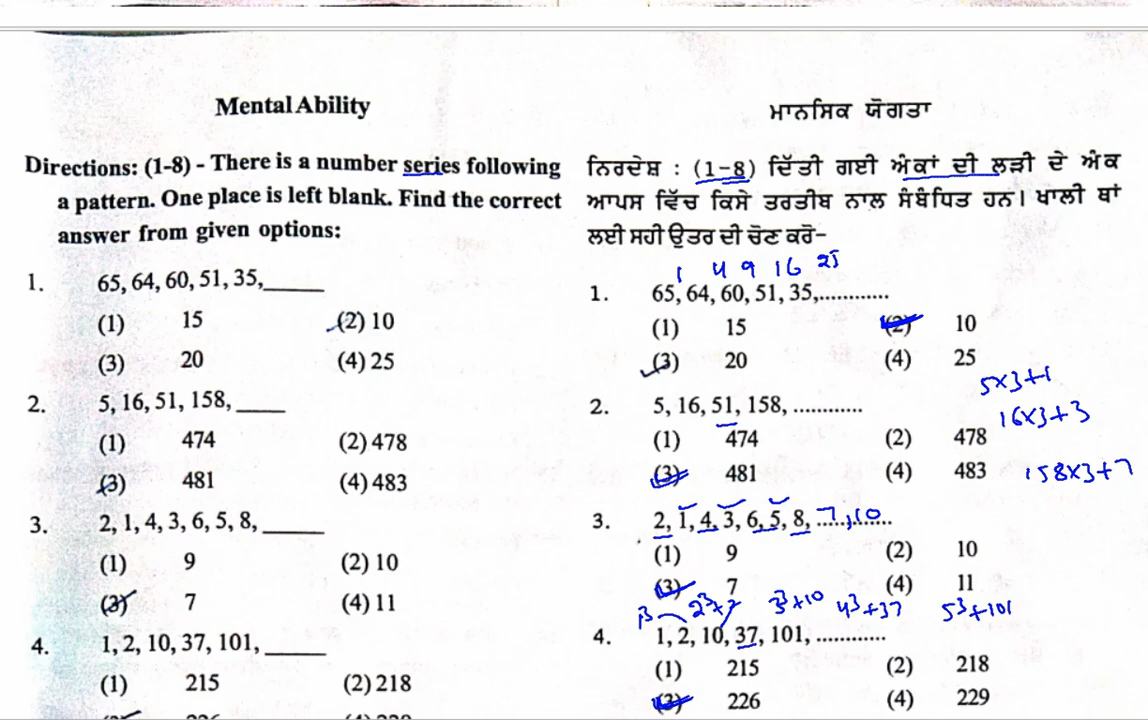 Mental Ability
Directions: (1-8) - There is a number series following
a pattern. One place is left blank. Find the correct
answer from given options:
1. 65, 64, 60, 51, 35,______
(1) 15 (2) 10
(3) 20 (4) 25
2. 5, 16, 51, 158, _____
(1) 474 (2) 478
(3) 481 (4) 483
3. 2, 1, 4, 3, 6, 5, 8, ______
(1) 9 (2) 10
(3) 7 (4) 11
4. 1, 2, 10, 37, 101, ______
(1) 215 (2) 218
ਮਾਨਸਿਕ ਯੋਗਤਾ
ਨਿਰਦੇਸ਼ : (1-8) ਦਿੱਤੀ ਗਈ ਅੰਕਾਂ ਦੀ ਲੜੀ ਦੇ ਅੰਕ
ਆਪਸ ਵਿੱਚ ਕਿਸੇ ਤਰਤੀਬ ਨਾਲ ਸੰਬੰਧਿਤ ਹਨ। ਖਾਲੀ ਥਾਂ
ਲਈ ਸਹੀ ਉਤਰ ਦੀ ਚੋਣ ਕਰੋ-
1 4 9 16 25
1. 65, 64, 60, 51, 35,............
(1) 15 (2) 10
(3) 20 (4) 25
5x3+1
2. 5, 16, 51, 158, ............
16x3+3
(1) 474 (2) 478
(3) 481 (4) 483
158x3+7
3. 2, 1, 4, 3, 6, 5, 8, 7, 10
(1) 9 (2) 10
(3) 7 (4) 11
1³ 2³+2 3³+10 4³+37 5³+101
4. 1, 2, 10, 37, 101, ............
(1) 215 (2) 218
(3) 226 (4) 229